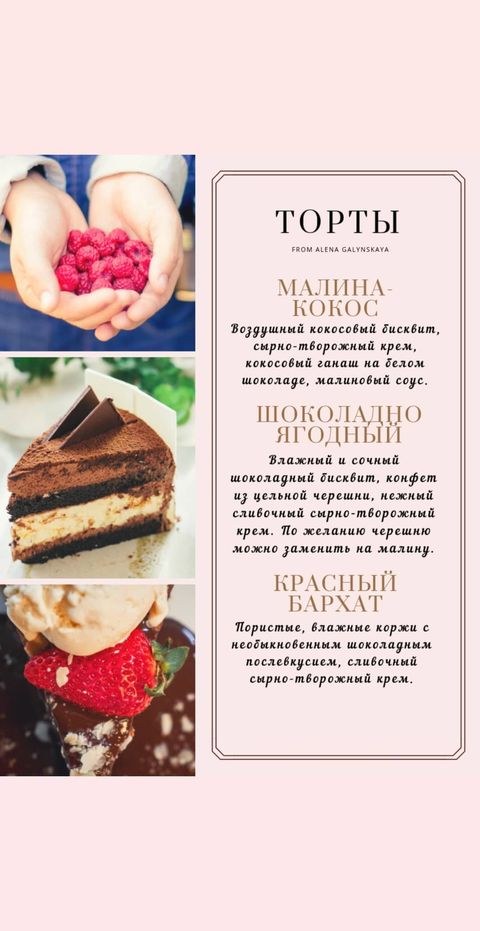 ТОРТЫ
FROM ALENA GALYNSKAYA
МАЛИНА-
КОКОС
Воздушный кокосовый бисквит,
сырно-творожный крем,
кокосовый ганаш на белом
шоколаде, малиновый соус.
ШОКОЛАДНО
ЯГОДНЫЙ
Влажный и сочный
шоколадный бисквит, конфет
из цельной черешни, нежный
сливочный сырно-творожный
крем. По желанию черешню
можно заменить на малину.
КРАСНЫЙ
БАРХАТ
Пористые, влажные коржи с
необыкновенным шоколадным
послевкусием, сливочный
сырно-творожный крем.